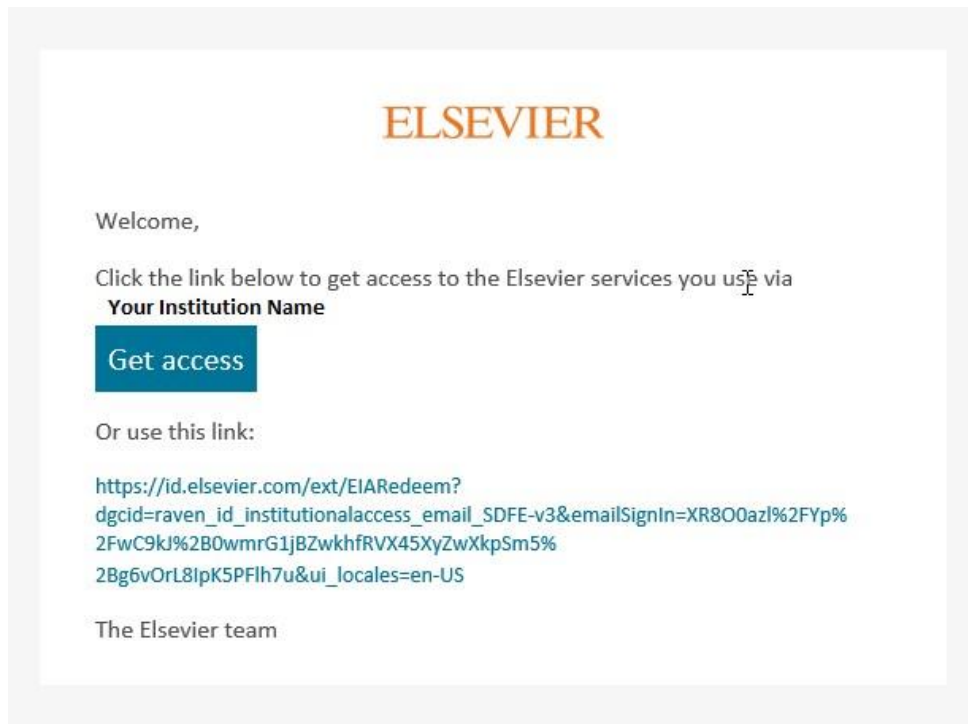 ELSEVIER
Welcome,
Click the link below to get access to the Elsevier services you use via
Your Institution Name
Get access
Or use this link:
https://id.elsevier.com/ext/EIARedeem?
dgcid=raven_id_institutionalaccess_email_SDFE-v3&emailSignIn=XR8O0azl%2FYp%
2FwC9kJ%2B0wmrG1jBZwkhfRVX45XyZwXkpSm5%
2Bg6vOrL8IpK5PFlh7u&ui_locales=en-US
The Elsevier team